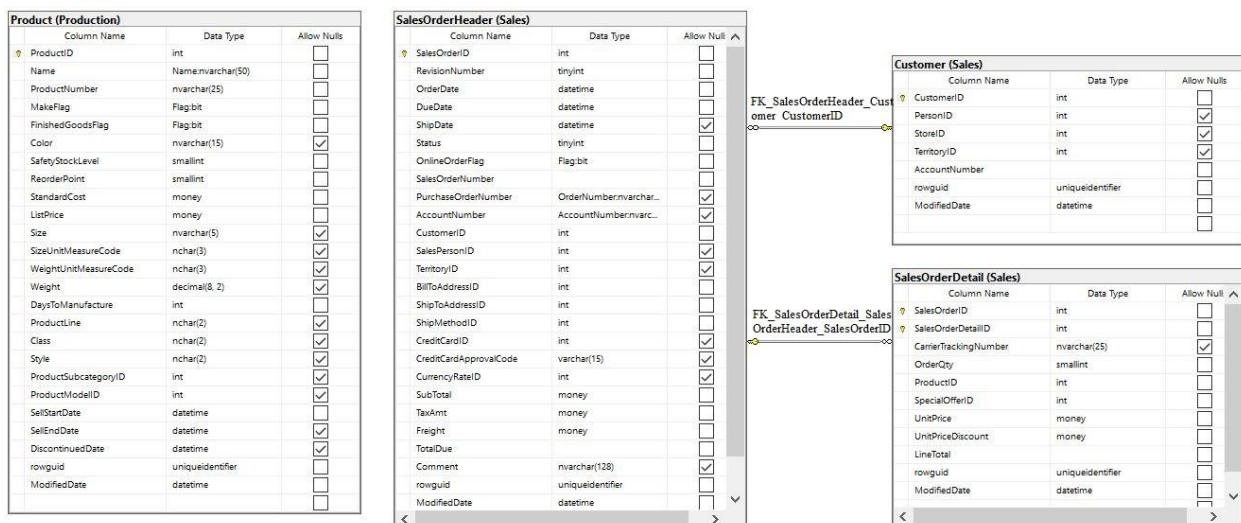 Product (Production)
Column Name Data Type Allow Nulls
ProductID int
Name Name:nvarchar(50)
ProductNumber nvarchar(25)
MakeFlag Flag:bit
FinishedGoodsFlag Flag:bit
Color nvarchar(15)
SafetyStockLevel smallint
ReorderPoint smallint
StandardCost money
ListPrice money
Size nvarchar(5)
SizeUnitMeasureCode nchar(3)
WeightUnitMeasureCode nchar(3)
Weight decimal(8, 2)
DaysToManufacture int
ProductLine nchar(2)
Class nchar(2)
Style nchar(2)
ProductSubcategoryID int
ProductModelID int
SellStartDate datetime
SellEndDate datetime
DiscontinuedDate datetime
rowguid uniqueidentifier
ModifiedDate datetime
SalesOrderHeader (Sales)
Column Name Data Type Allow Null
SalesOrderID int
RevisionNumber tinyint
OrderDate datetime
DueDate datetime
ShipDate datetime
Status tinyint
OnlineOrderFlag Flag:bit
SalesOrderNumber
PurchaseOrderNumber OrderNumber:nvarchar...
AccountNumber AccountNumber:nvarc...
CustomerID int
SalesPersonID int
TerritoryID int
BillToAddressID int
ShipToAddressID int
ShipMethodID int
CreditCardID int
CreditCardApprovalCode varchar(15)
CurrencyRateID int
SubTotal money
TaxAmt money
Freight money
TotalDue
Comment nvarchar(128)
rowguid uniqueidentifier
ModifiedDate datetime
FK_SalesOrderHeader_Cust
omer_CustomerID
FK_SalesOrderDetail_Sales
OrderHeader_SalesOrderID
Customer (Sales)
Column Name Data Type Allow Nulls
CustomerID int
PersonID int
StoreID int
TerritoryID int
AccountNumber
rowguid uniqueidentifier
ModifiedDate datetime
SalesOrderDetail (Sales)
Column Name Data Type Allow Null
SalesOrderID int
SalesOrderDetailID int
CarrierTrackingNumber nvarchar(25)
OrderQty smallint
ProductID int
SpecialOfferID int
UnitPrice money
UnitPriceDiscount money
LineTotal
rowguid uniqueidentifier
ModifiedDate datetime